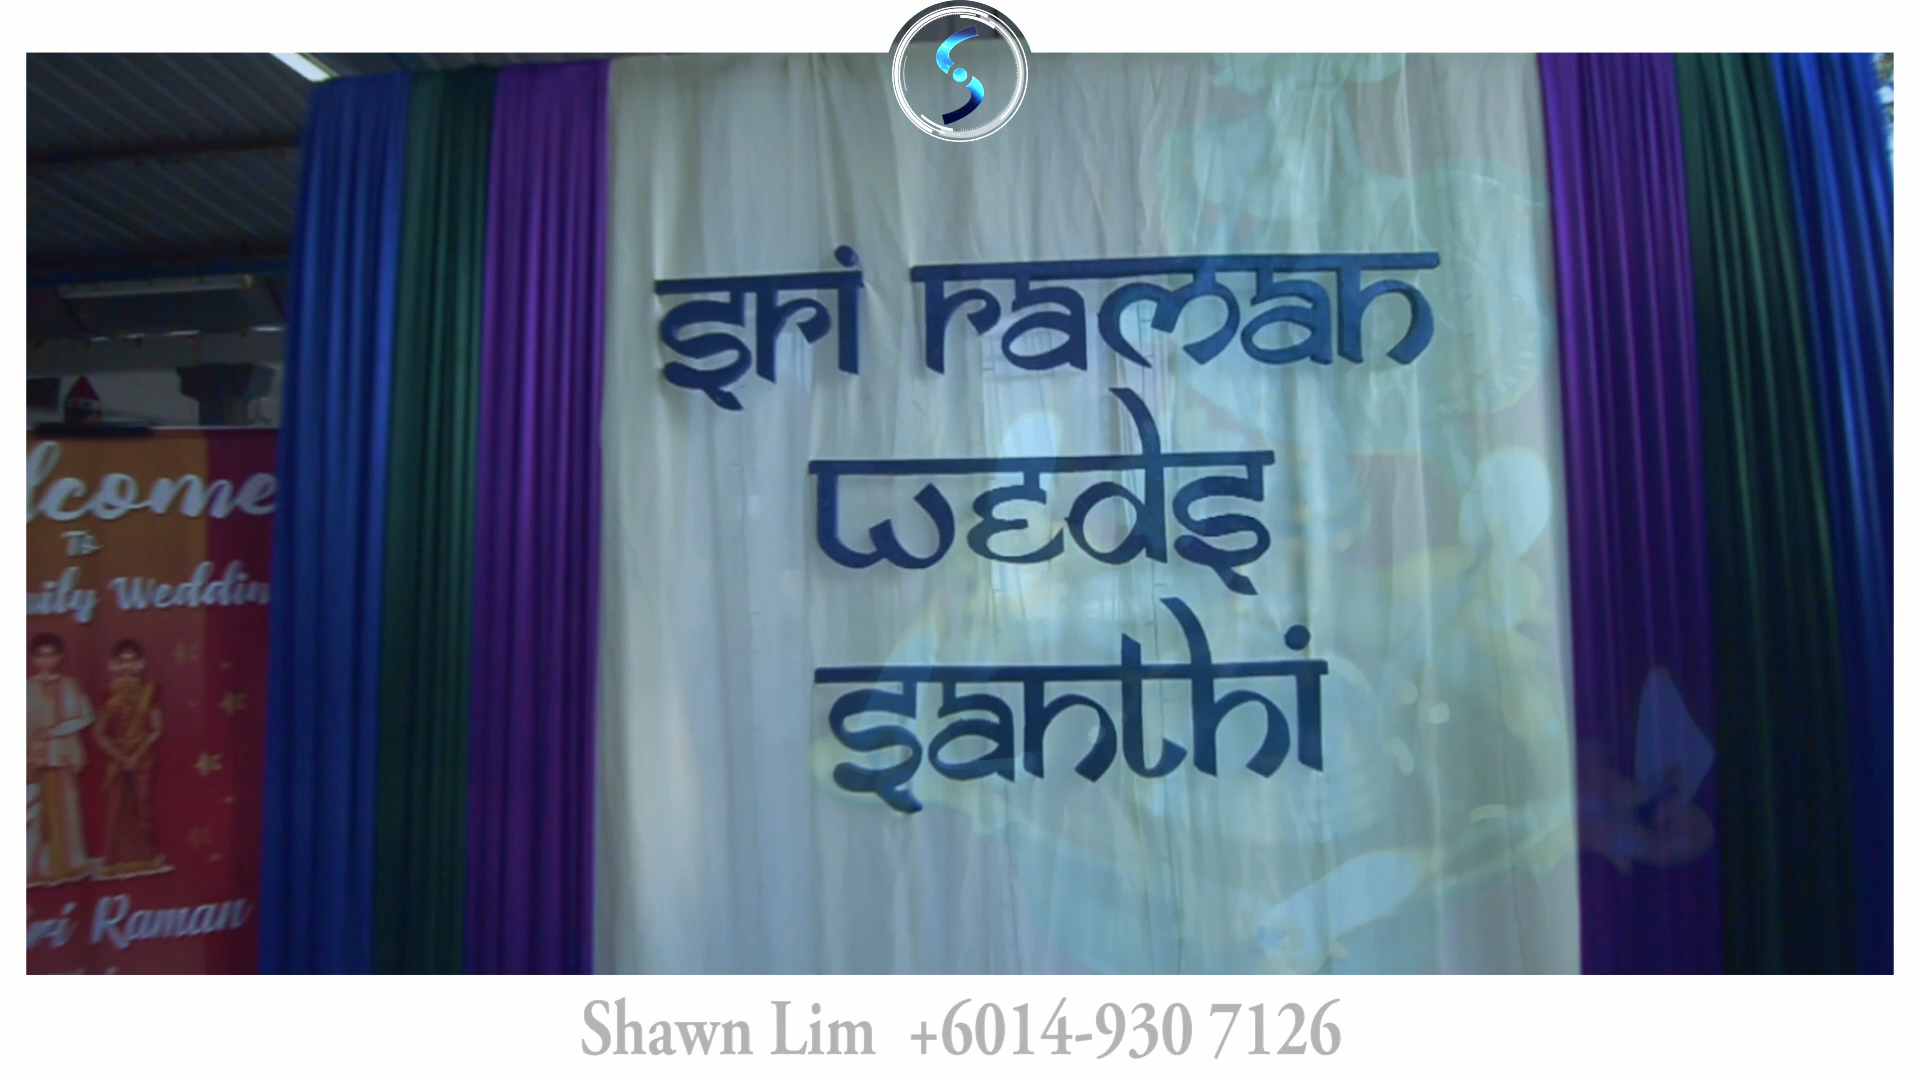 sri raman
weds
santhi
lcome
To
ily Weddin
ri Raman
Shawn Lim +6014-930 7126